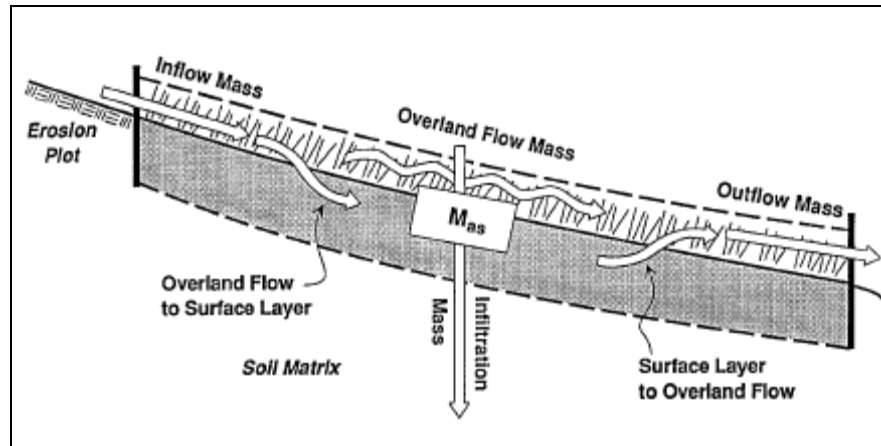 Inflow Mass
Overland Flow Mass
Erosion
Plot
Outflow Mass
M as
Overland Flow
to Surface Layer
Infiltration
Mass
Soil Matrix
Surface Layer
to Overland Flow